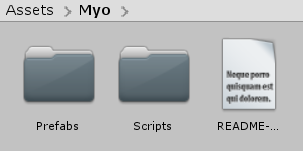 Assets > Myo >
Neque porro
quisquam est
qui dolorem.
Prefabs
Scripts
README-...